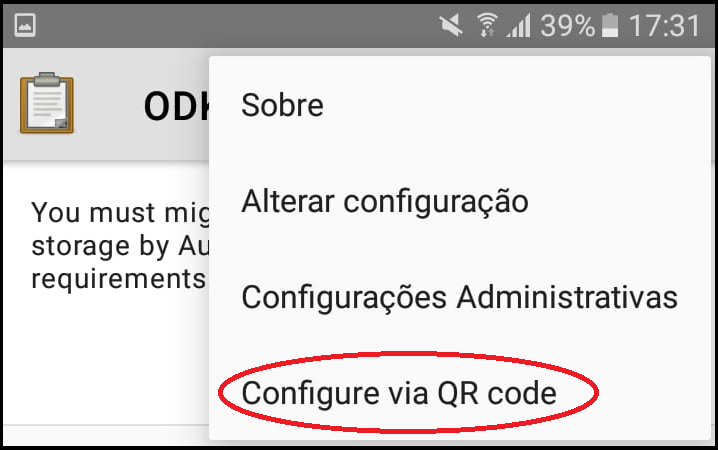 39% 17:31
ODK
Sobre
You must mig
Alterar configuração
storage by Au
requirements
Configurações Administrativas
Configure via QR code